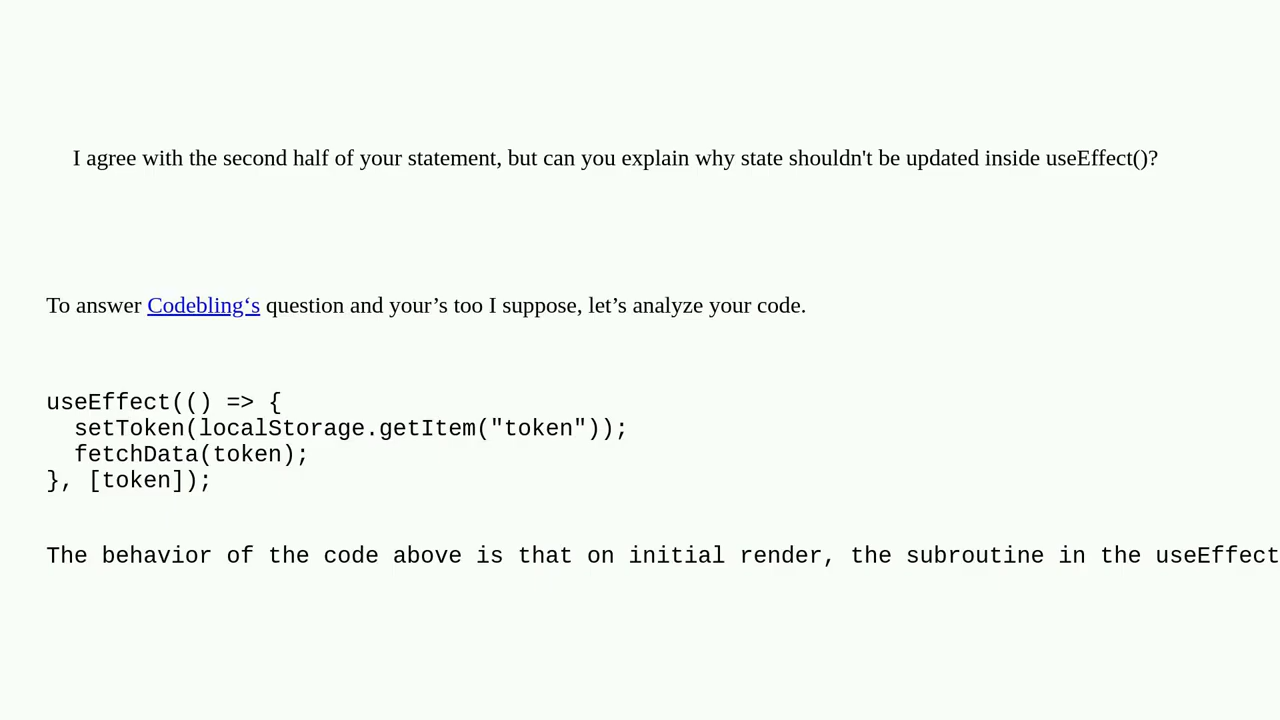 I agree with the second half of your statement, but can you explain why state shouldn't be updated inside useEffect()?
To answer Codebling‘s question and your’s too I suppose, let’s analyze your code.
useEffect(() => {
  setToken(localStorage.getItem("token"));
  fetchData(token);
}, [token]);
The behavior of the code above is that on initial render, the subroutine in the useEffect